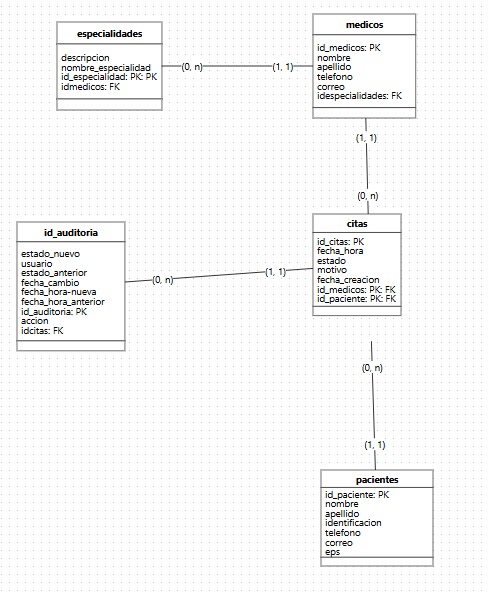 especialidades
descripcion
nombre_especialidad
id_especialidad: PK: PK
idmedicos: FK
(0, n)
(1, 1)
medicos
id_medicos: PK
nombre
apellido
telefono
correo
idespecialidades: FK
(1, 1)
(0, n)
id_auditoria
estado_nuevo
usuario
estado_anterior
fecha_cambio
fecha_hora-nueva
fecha_hora_anterior
id_auditoria: PK
accion
idcitas: FK
(0, n)
(1, 1)
citas
id_citas: PK
fecha_hora
estado
motivo
fecha_creacion
id_medicos: PK: FK
id_paciente: PK: FK
(0, n)
(1, 1)
pacientes
id_paciente: PK
nombre
apellido
identificacion
telefono
correo
eps